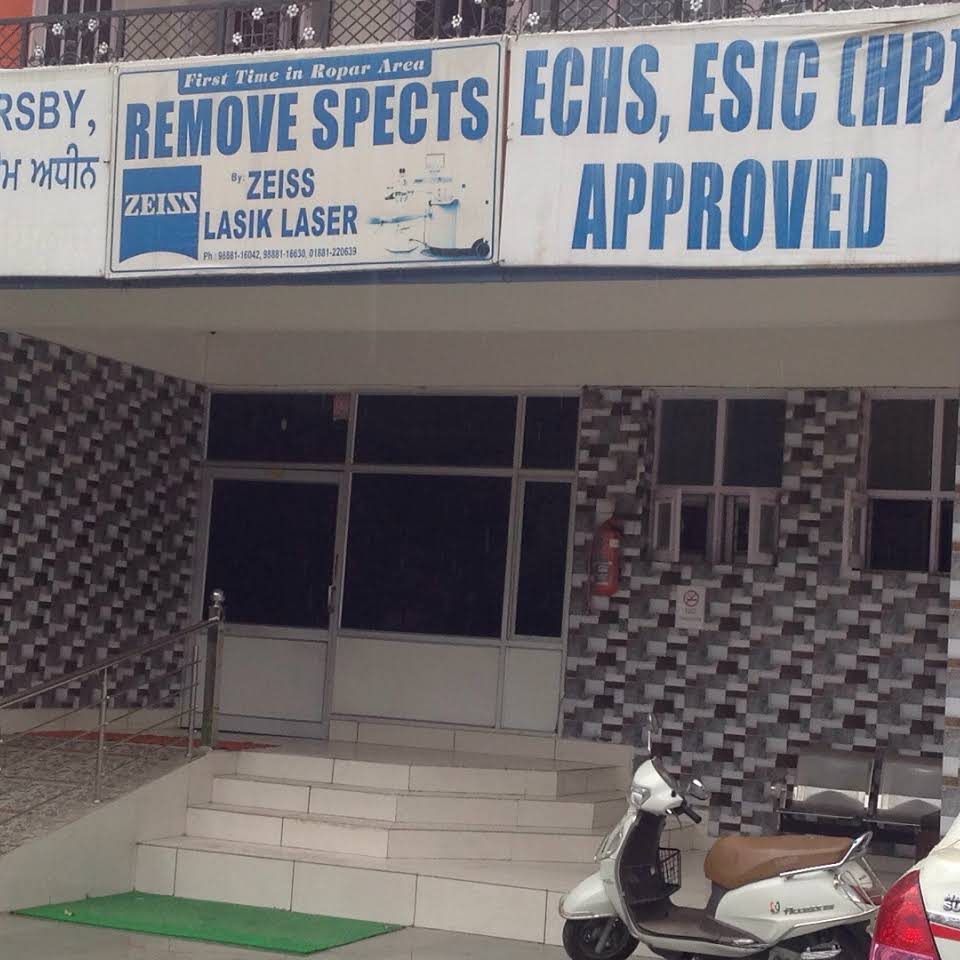 RSBY,
ਮ ਅਧੀਨ
First Time in Ropar Area
REMOVE SPECTS
By: ZEISS
ZEISS
LASIK LASER
Ph : 98881-16042, 98881-16630, 01881-220639
ECHS, ESIC (HP)
APPROVED